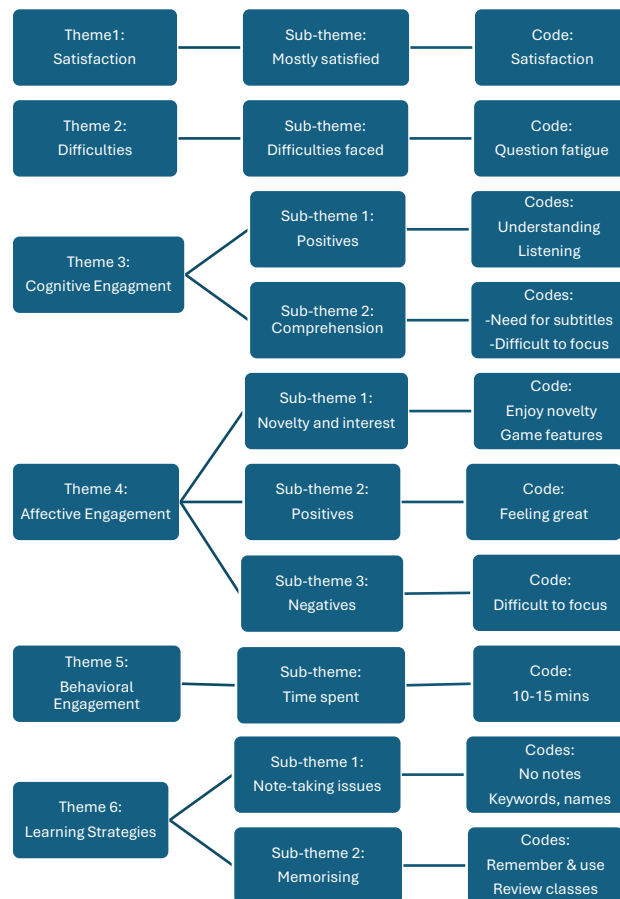 Theme1:
Satisfaction
Sub-theme:
Mostly satisfied
Code:
Satisfaction
Theme 2:
Difficulties
Sub-theme:
Difficulties faced
Code:
Question fatigue
Theme 3:
Cognitive Engagment
Sub-theme 1:
Positives
Codes:
Understanding
Listening
Sub-theme 2:
Comprehension
Codes:
-Need for subtitles
-Difficult to focus
Theme 4:
Affective Engagement
Sub-theme 1:
Novelty and interest
Code:
Enjoy novelty
Game features
Sub-theme 2:
Positives
Code:
Feeling great
Sub-theme 3:
Negatives
Code:
Difficult to focus
Theme 5:
Behavioral
Engagement
Sub-theme:
Time spent
Code:
10-15 mins
Theme 6:
Learning Strategies
Sub-theme 1:
Note-taking issues
Codes:
No notes
Keywords, names
Sub-theme 2:
Memorising
Codes:
Remember & use
Review classes